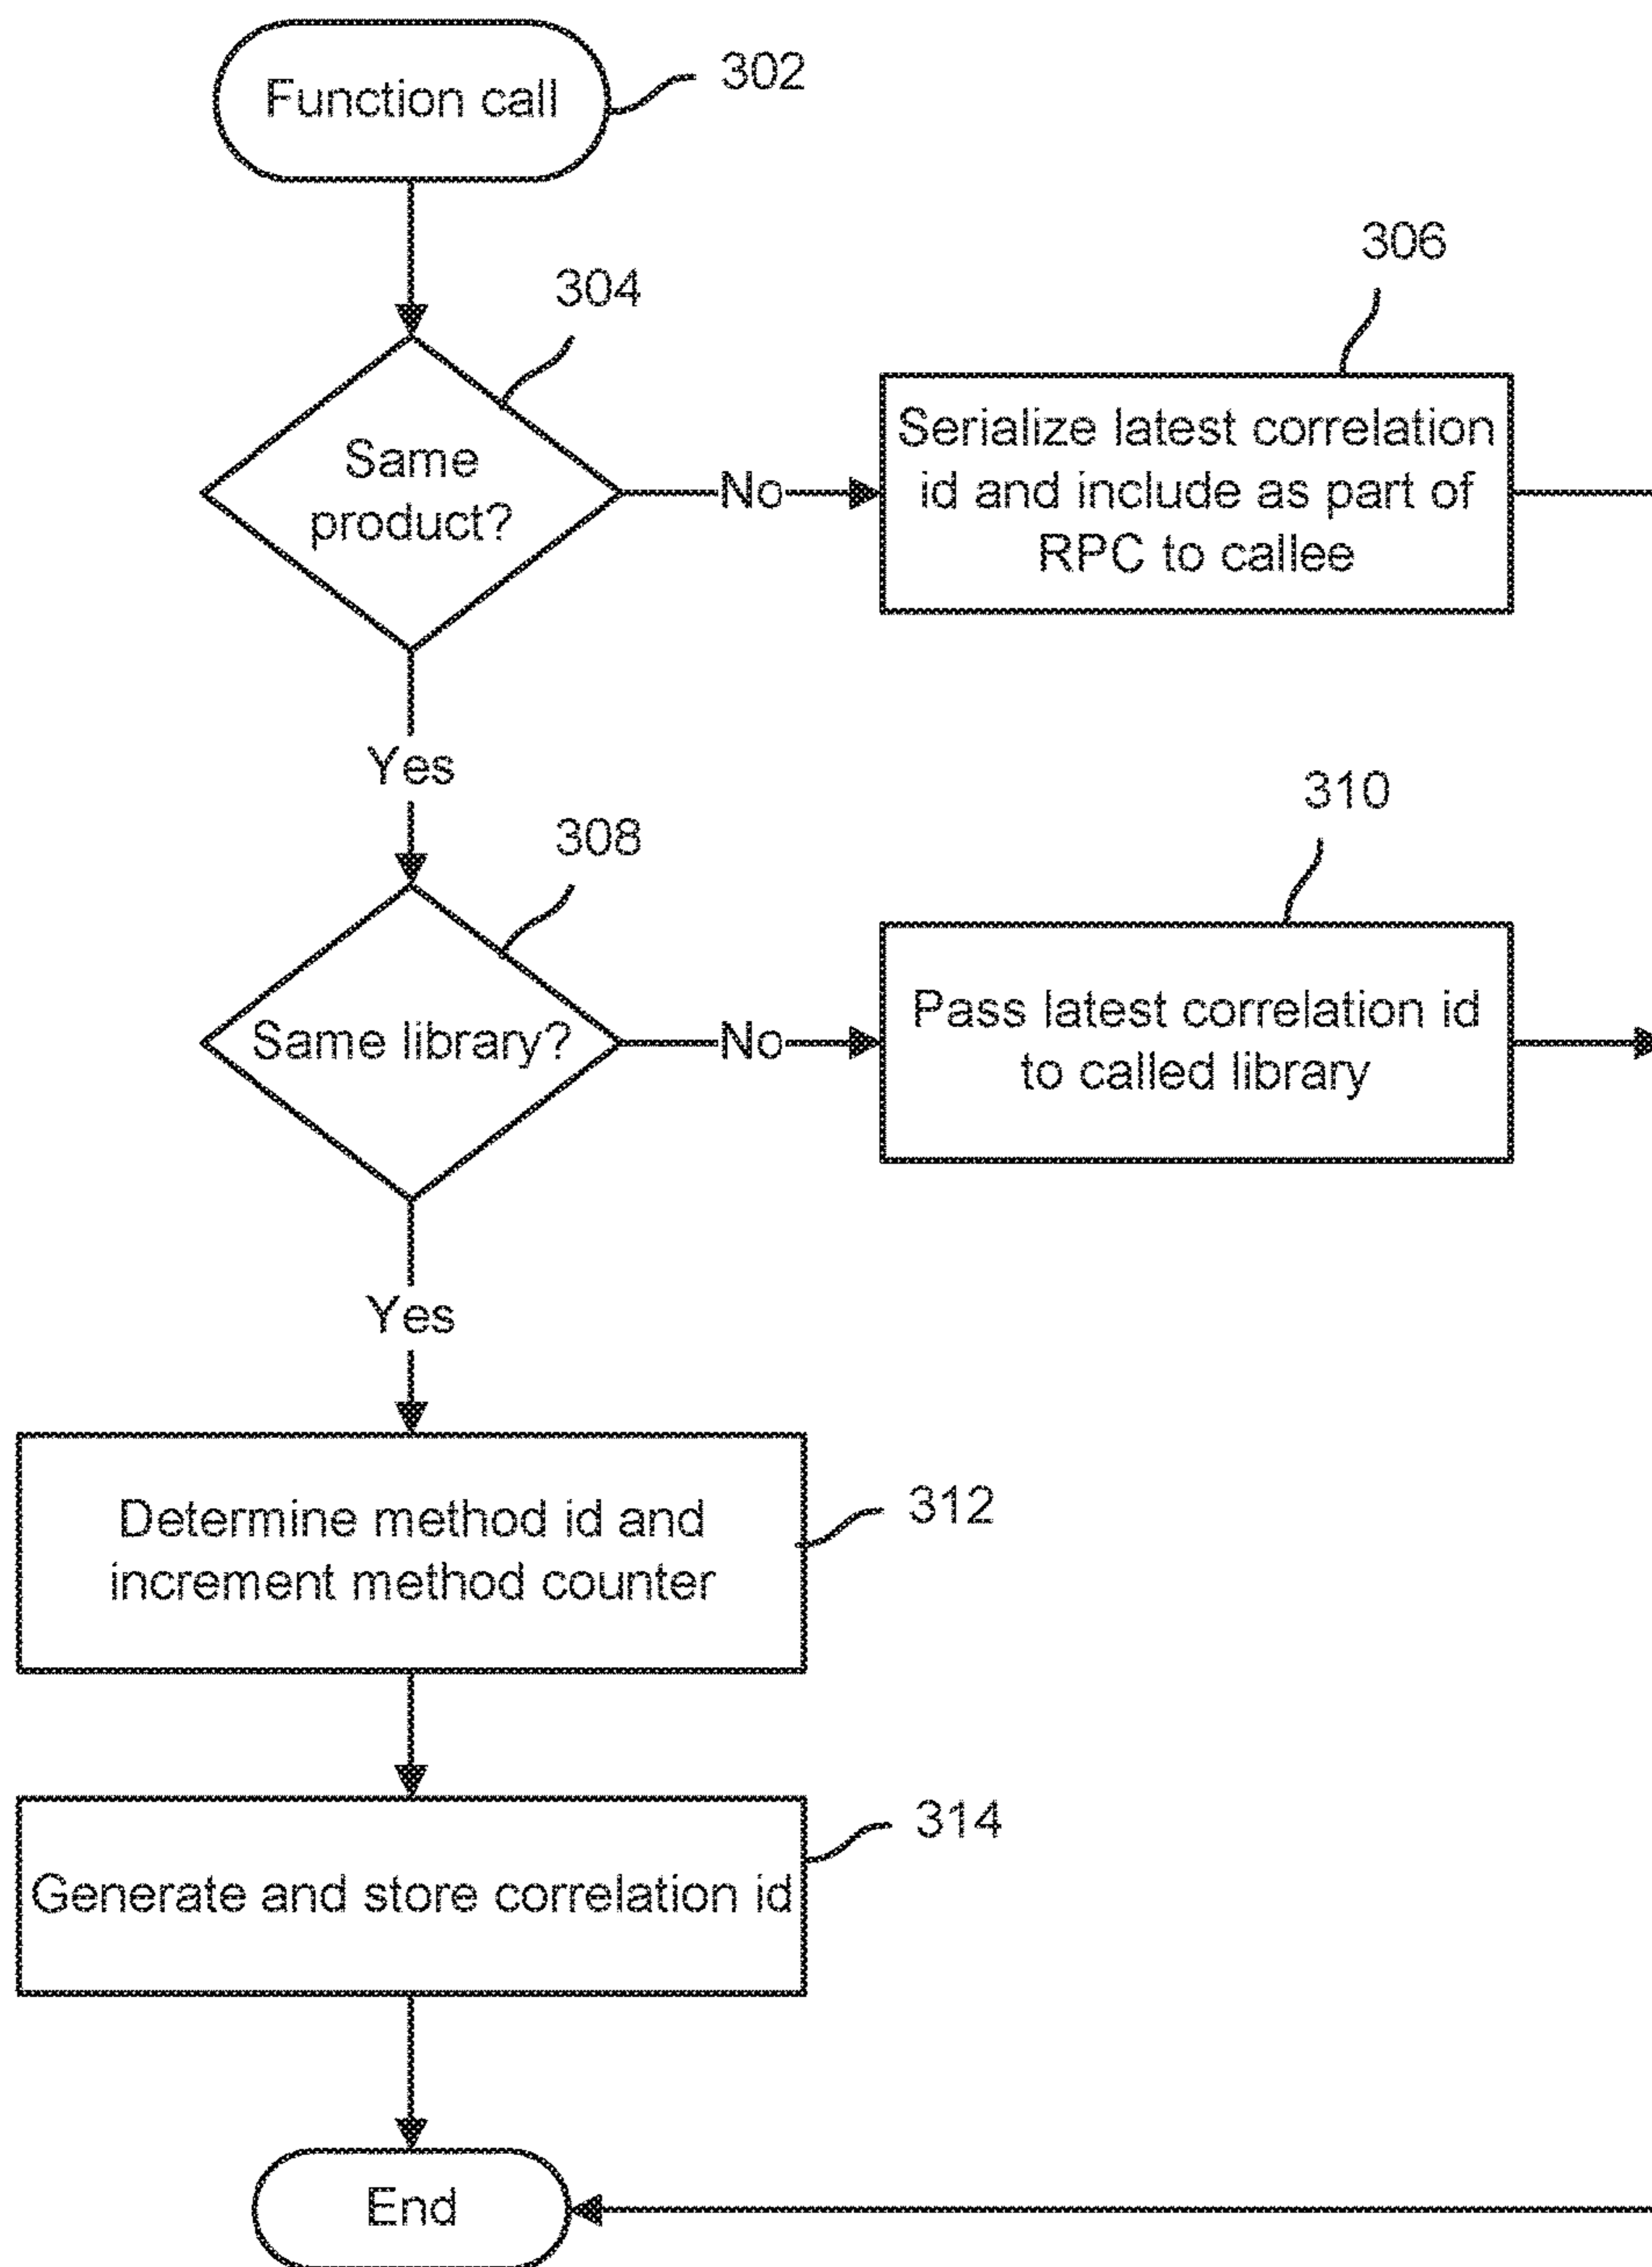 Function call
302
304
Same
product?
No
306
Serialize latest correlation
id and include as part of
RPC to callee
Yes
308
Same library?
No
310
Pass latest correlation id
to called library
Yes
Determine method id and
increment method counter
312
Generate and store correlation id
314
End